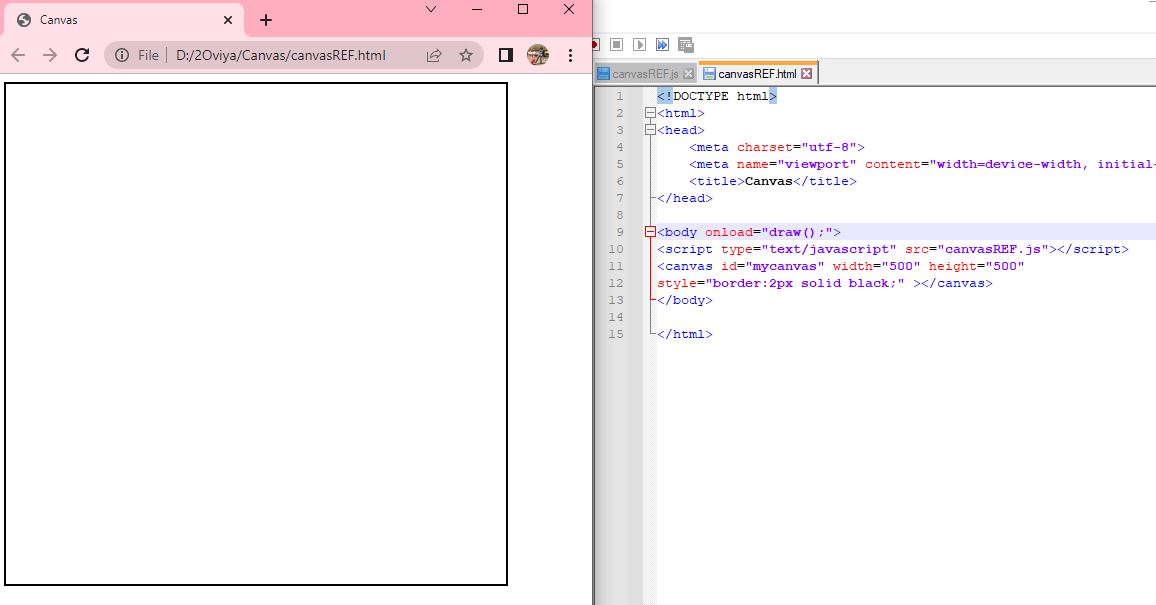 Canvas
File D:/2Oviya/Canvas/canvasREF.html
canvasREF.js canvasREF.html
1 <!DOCTYPE html>
2 <html>
3 <head>
4 <meta charset="utf-8">
5 <meta name="viewport" content="width=device-width, initial-
6 <title>Canvas</title>
7 </head>
8
9 <body onload="draw();">
10 <script type="text/javascript" src="canvasREF.js"></script>
11 <canvas id="mycanvas" width="500" height="500"
12 style="border:2px solid black;" ></canvas>
13 </body>
14
15 </html>